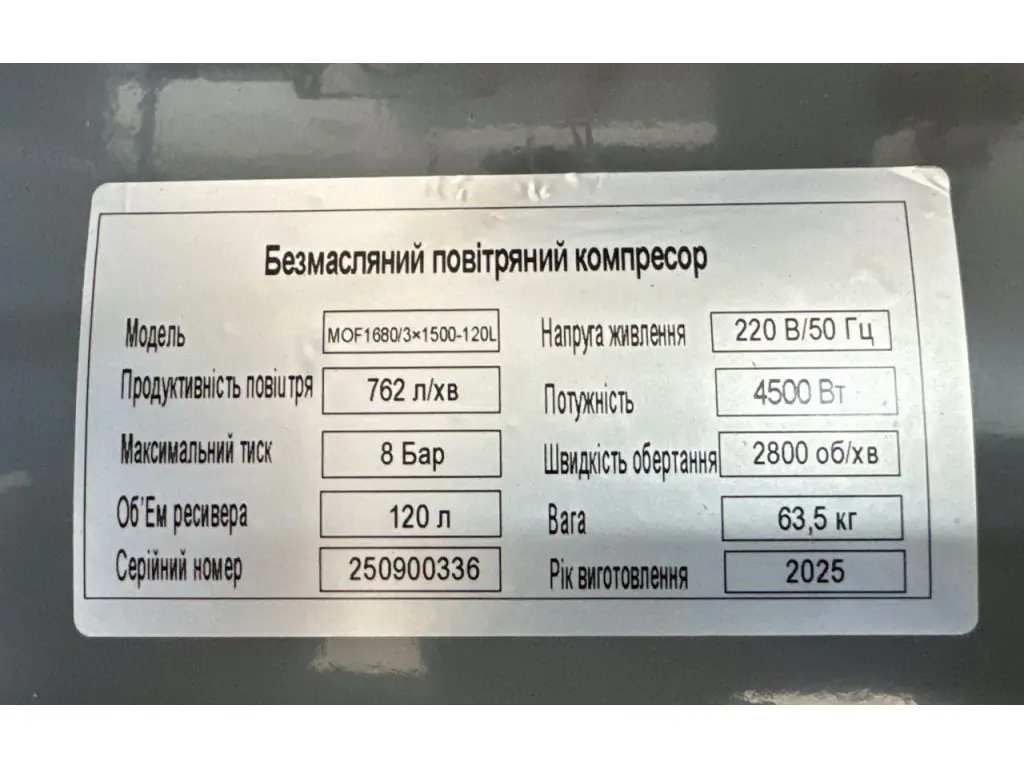 Безмасляний повітряний компресор
Модель MOF1680/3×1500-120L Напруга живлення 220 В/50 Гц
Продуктивність повіштря 762 л/хв Потужність 4500 Вт
Максимальний тиск 8 Бар Швидкість обертання 2800 об/хв
Об'Ем ресивера 120 л Вага 63,5 кг
Серійний номер 250900336 Рік виготовлення 2025